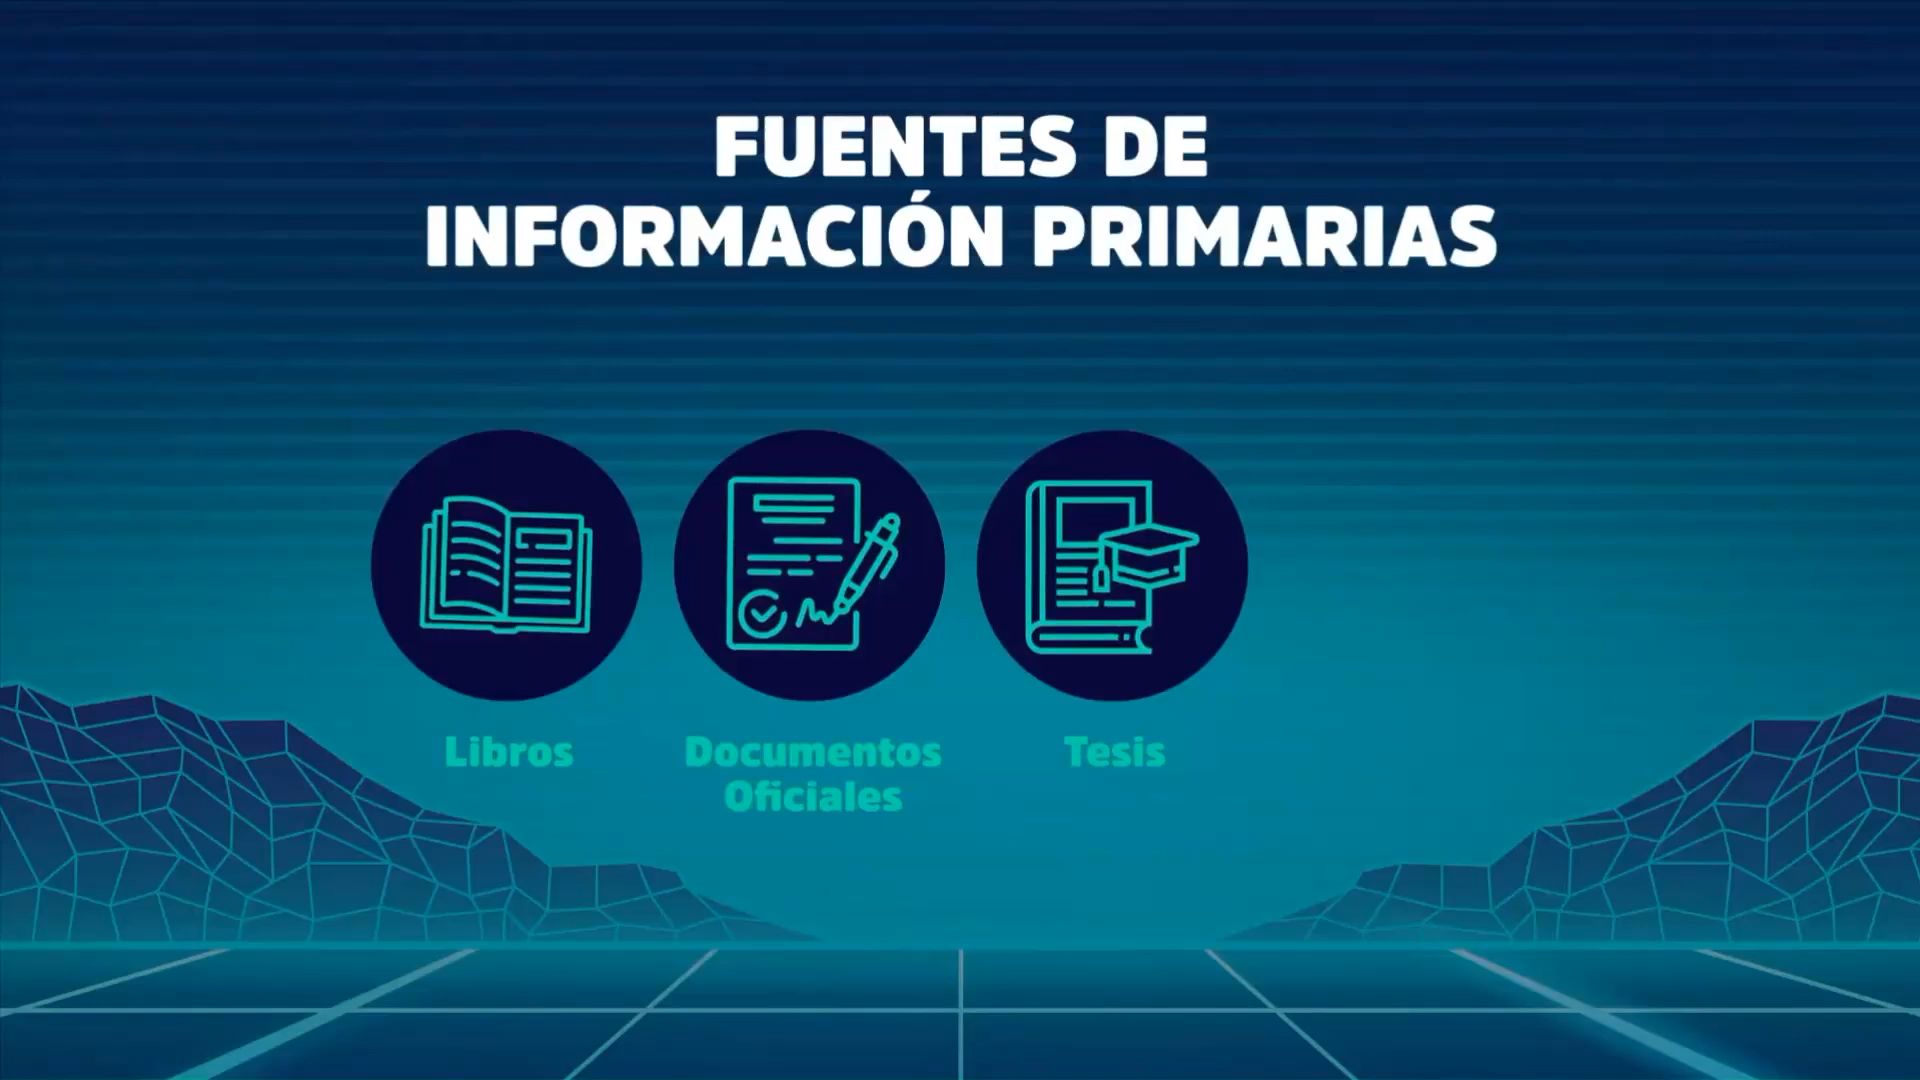 FUENTES DE
INFORMACIÓN PRIMARIAS
Libros
Documentos
Oficiales
Tesis